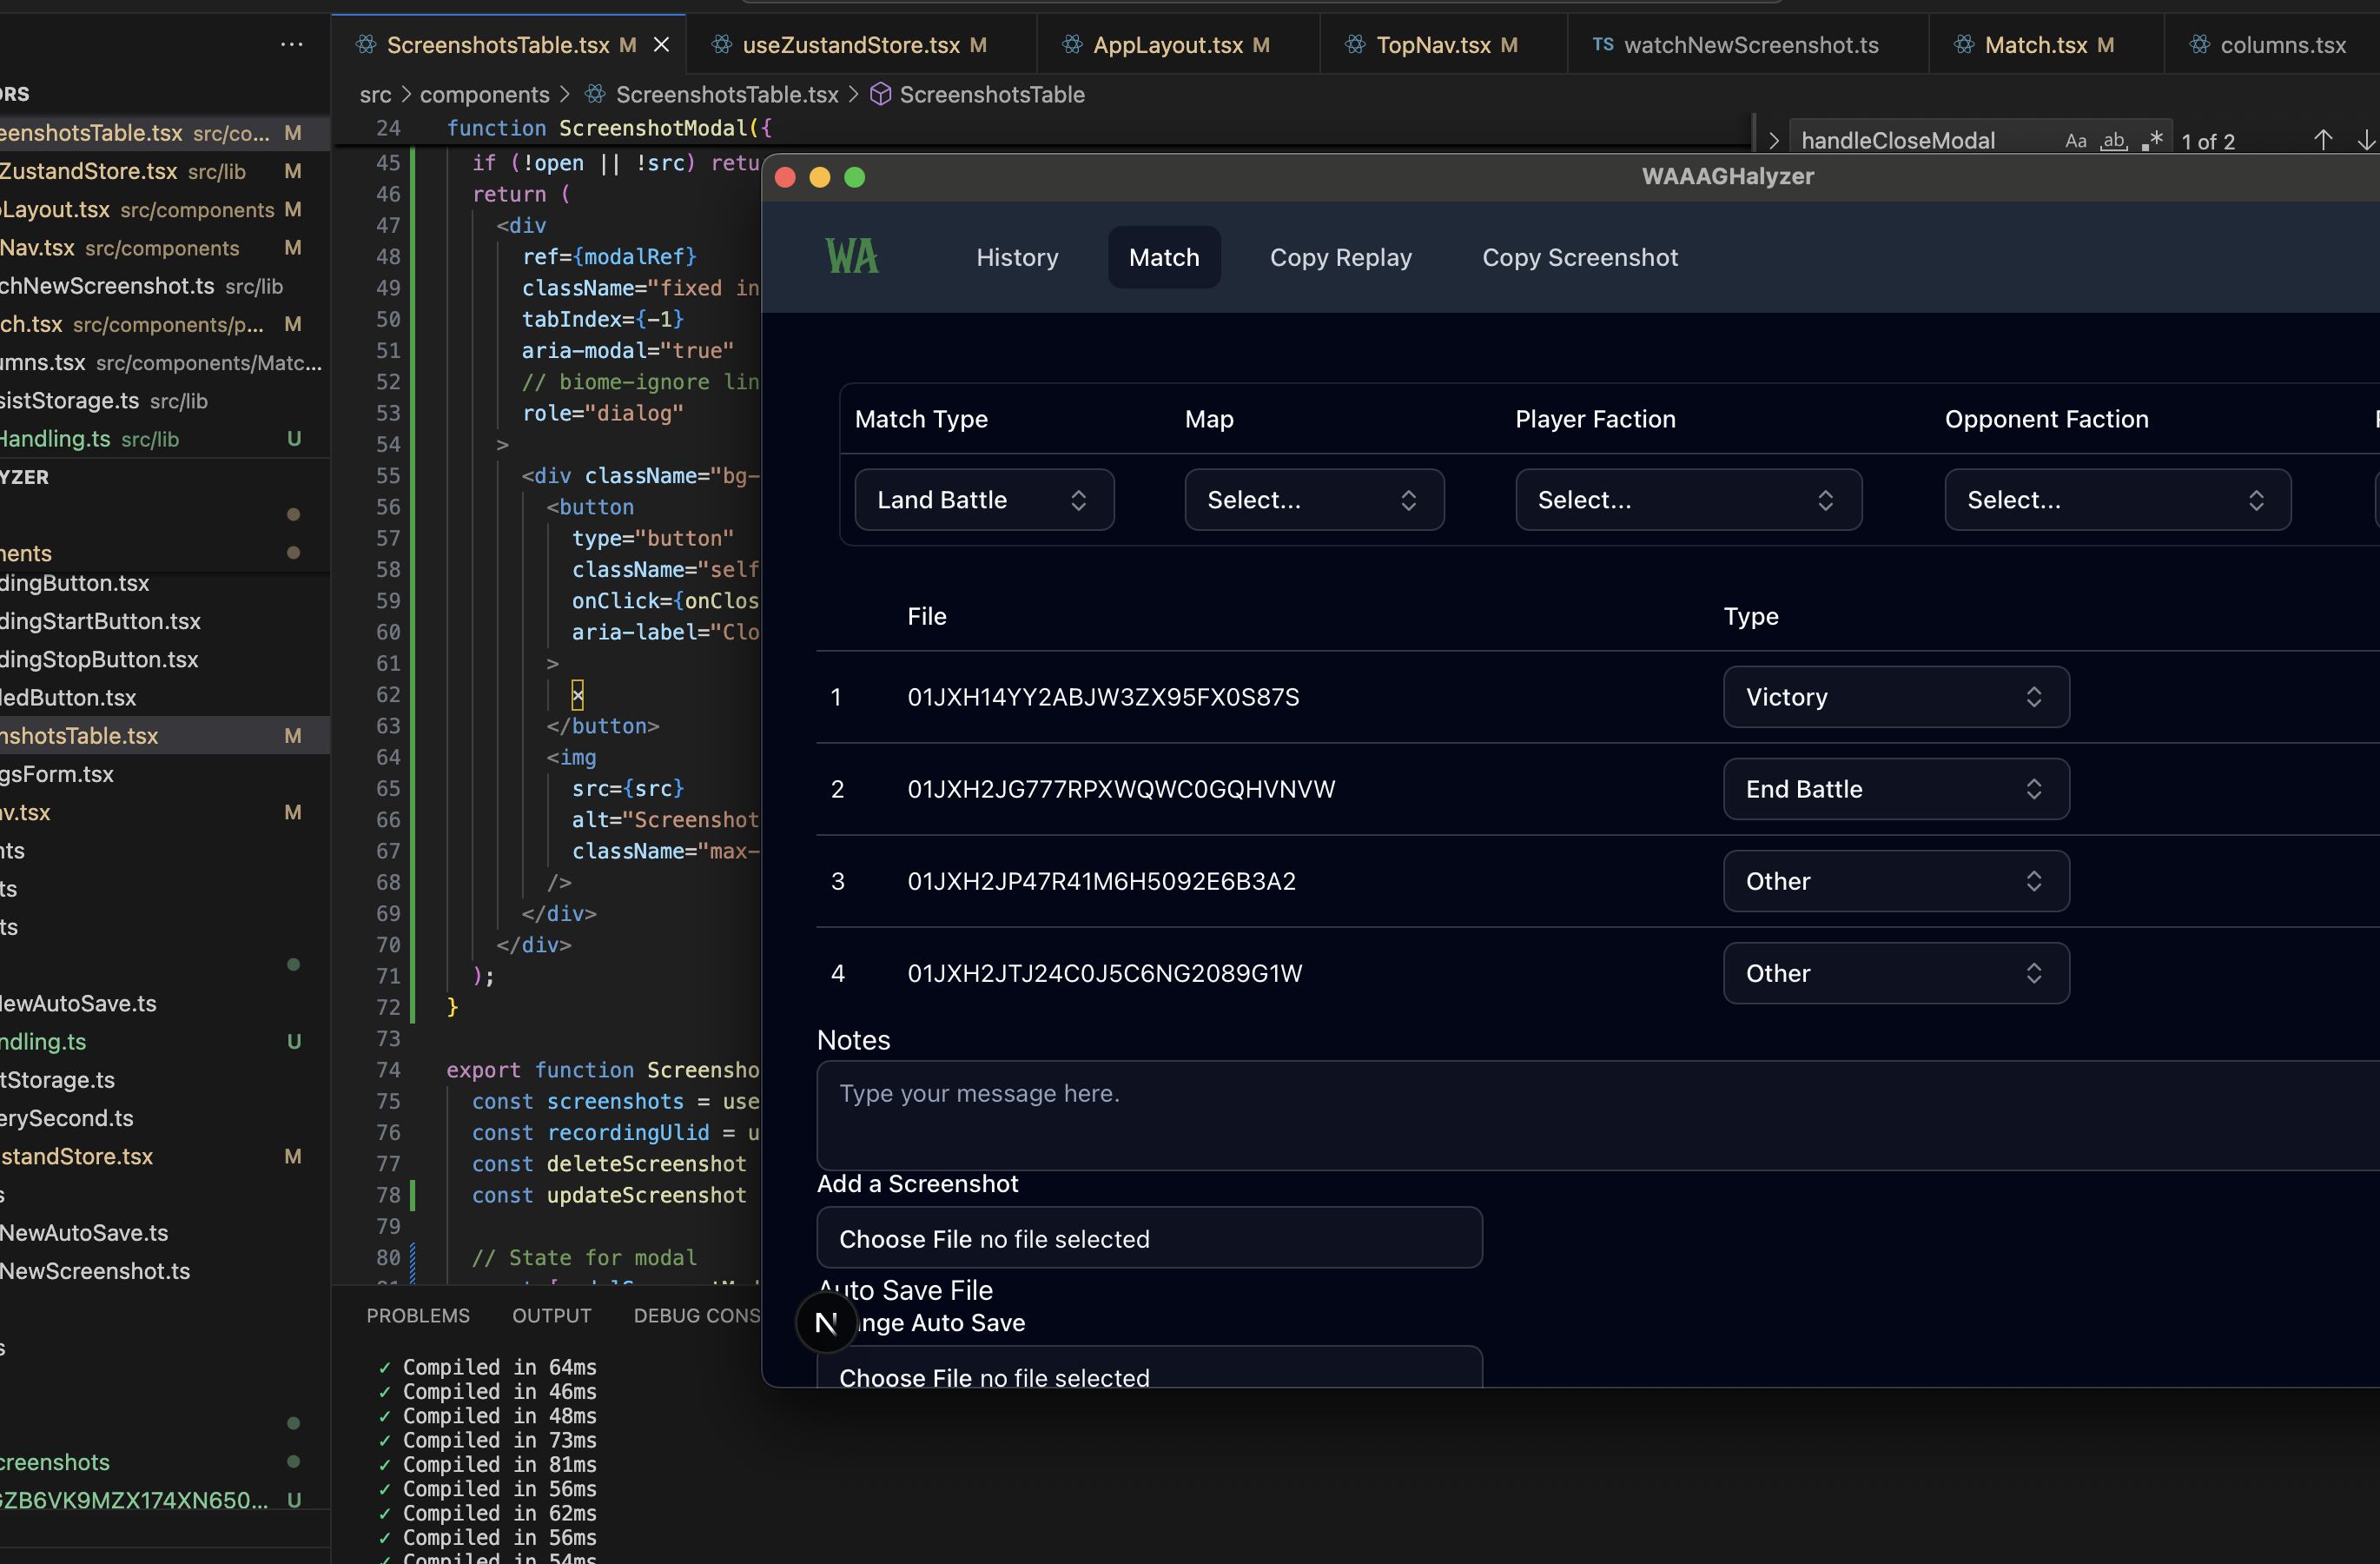 ScreenshotsTable.tsx M
useZustandStore.tsx M
AppLayout.tsx M
TopNav.tsx M
TS watchNewScreenshot.ts
Match.tsx M
columns.tsx
src > components > ScreenshotsTable.tsx > ScreenshotsTable
handleCloseModal Aa ab .* 1 of 2
ORS
eenshotsTable.tsx src/co... M
ZustandStore.tsx src/lib M
pLayout.tsx src/components M
Nav.tsx src/components M
chNewScreenshot.ts src/lib
ch.tsx src/components/p... M
umns.tsx src/components/Matc...
sistStorage.ts src/lib
Handling.ts src/lib U
YZER
nents
dingButton.tsx
dingStartButton.tsx
dingStopButton.tsx
ledButton.tsx
nshotsTable.tsx M
gsForm.tsx
av.tsx M
nts
ts
ts
NewAutoSave.ts
ndling.ts U
tStorage.ts
erySecond.ts
standStore.tsx M
s
NewAutoSave.ts
NewScreenshot.ts
s
creenshots
GZB6VK9MZX174XN650... U
24 function ScreenshotModal({
45 if (!open || !src) retu
46 return (
47 <div
48 ref={modalRef}
49 className="fixed in
50 tabIndex={-1}
51 aria-modal="true"
52 // biome-ignore lin
53 role="dialog"
54 >
55 <div className="bg-
56 <button
57 type="button"
58 className="self
59 onClick={onClos
60 aria-label="Clo
61 >
62 ×
63 </button>
64 <img
65 src={src}
66 alt="Screenshot
67 className="max-
68 />
69 </div>
70 </div>
71 );
72 }
73
74 export function Screensho
75 const screenshots = use
76 const recordingUlid = u
77 const deleteScreenshot
78 const updateScreenshot
79
80 // State for modal
PROBLEMS OUTPUT DEBUG CONS
✓ Compiled in 64ms
✓ Compiled in 46ms
✓ Compiled in 48ms
✓ Compiled in 73ms
✓ Compiled in 81ms
✓ Compiled in 56ms
✓ Compiled in 62ms
✓ Compiled in 56ms
✓ Compiled in 54ms
WAAAGHalyzer
WA History Match Copy Replay Copy Screenshot
Match Type Map Player Faction Opponent Faction
Land Battle Select... Select... Select...
File Type
1 01JXH14YY2ABJW3ZX95FX0S87S Victory
2 01JXH2JG777RPXWQWC0GQHVNVW End Battle
3 01JXH2JP47R41M6H5092E6B3A2 Other
4 01JXH2JTJ24C0J5C6NG2089G1W Other
Notes
Type your message here.
Add a Screenshot
Choose File no file selected
Auto Save File
N nge Auto Save
Choose File no file selected